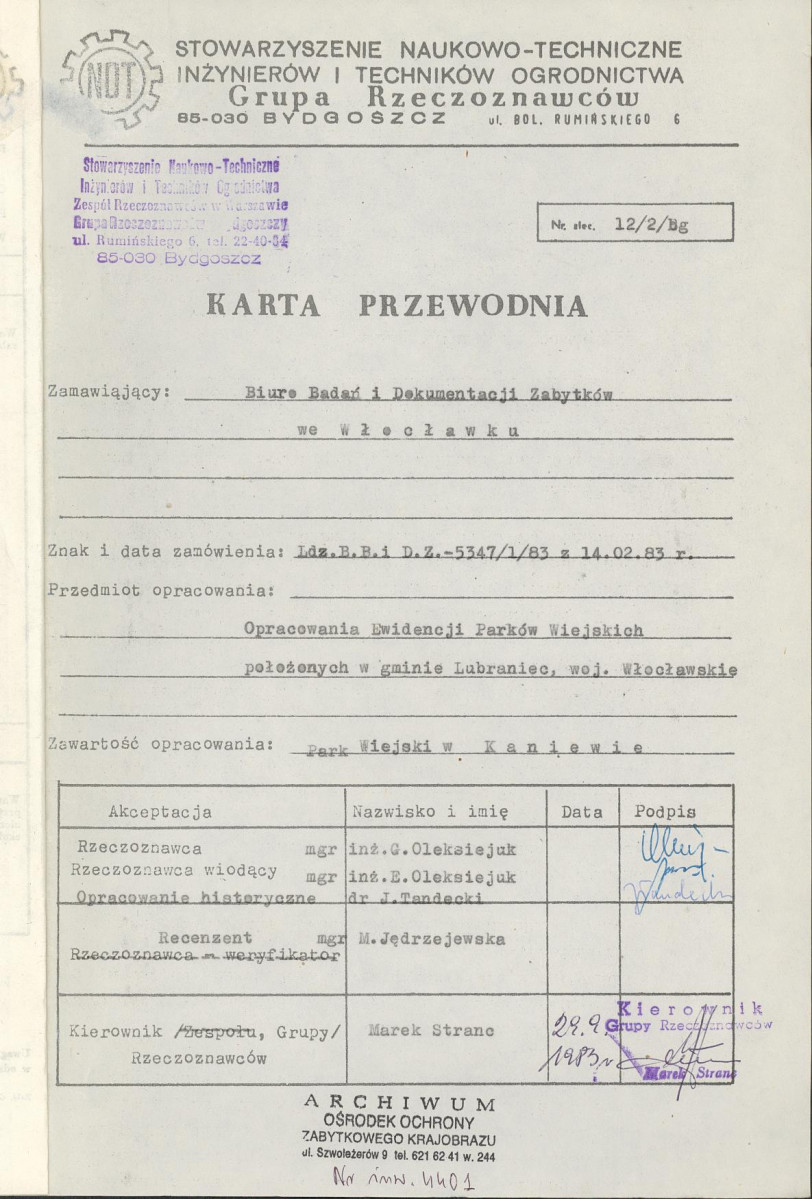 NDT
STOWARZYSZENIE NAUKOWO-TECHNICZNE
INŻYNIERÓW I TECHNIKÓW OGRODNICTWA
Grupa Rzeczoznawców
85-030 BYDGOSZCZ ul. BOL. RUMIŃSKIEGO 6
Stowarzyszenie Naukowo-Techniczne
Inżynierów i Techników Ogrodnictwa
Zespół Rzeczoznawców w Warszawie
Grupa Rzeczoznawców
ul. Rumińskiego 6, tel. 22-40-34
85-030 Bydgoszcz
Nr. zlec. 12/2/Bg
KARTA PRZEWODNIA
Zamawiąjący: Biuro Badań i Dokumentacji Zabytków
we Włocławku
Znak i data zamówienia: Ldz.B.B.i D.Z.-5347/1/83 z 14.02.83 r.
Przedmiot opracowania:
Opracowania Ewidencji Parków Wiejskich
położonych w gminie Lubraniec, woj. Włocławskie
Zawartość opracowania: Park Wiejski w Kaniewie
Akceptacja Nazwisko i imię Data Podpis
Rzeczoznawca mgr inż.G.Oleksiejuk
Rzeczoznawca wiodący mgr inż.E.Oleksiejuk
Opracowanie historyczne dr J.Tandecki
Recenzent mgr M.Jędrzejewska
Rzeczoznawca - weryfikator
Kierownik /Zespołu, Grupy/ Marek Stranc 29.9.
Rzeczoznawców 1983 r
Kierownik
Grupy Rzeczoznawców
Marek Stranc
ARCHIWUM
OŚRODEK OCHRONY
ZABYTKOWEGO KRAJOBRAZU
ul. Szwoleżerów 9 tel. 621 62 41 w. 244
Nr inw. 4401